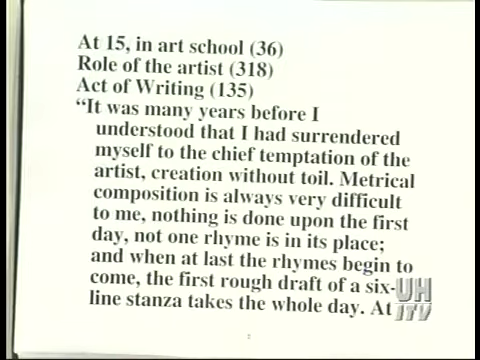 At 15, in art school (36)
Role of the artist (318)
Act of Writing (135)
“It was many years before I
understood that I had surrendered
myself to the chief temptation of the
artist, creation without toil. Metrical
composition is always very difficult
to me, nothing is done upon the first
day, not one rhyme is in its place;
and when at last the rhymes begin to
come, the first rough draft of a six-
line stanza takes the whole day. At
UH
ITV